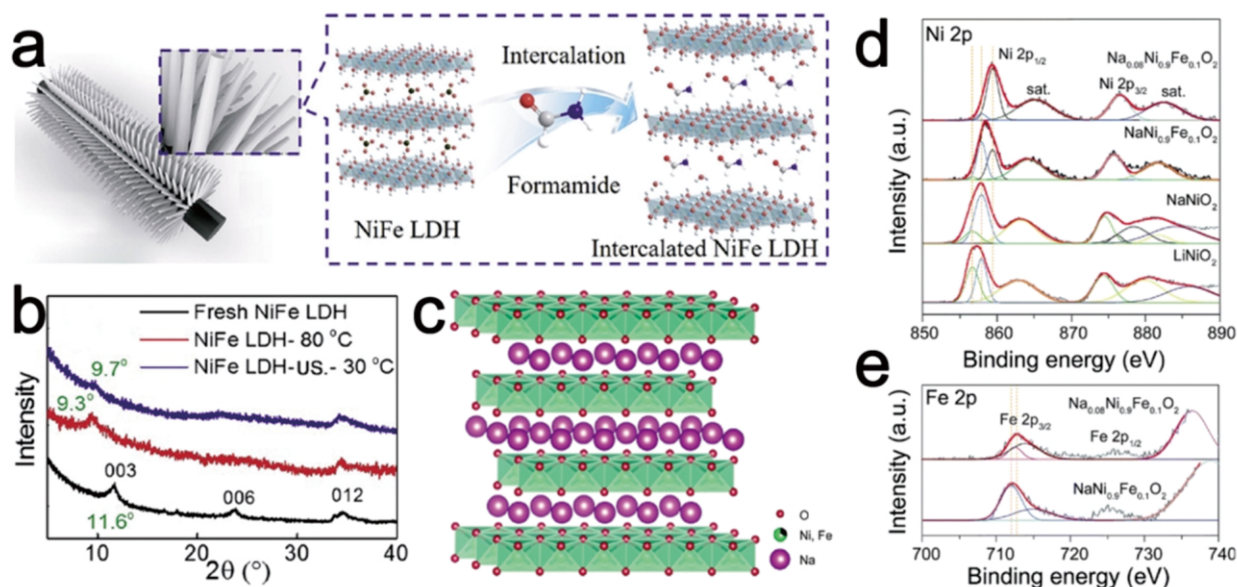 a
Intercalation
Formamide
NiFe LDH
Intercalated NiFe LDH
b
Fresh NiFe LDH
NiFe LDH- 80 °C
NiFe LDH-US.- 30 °C
9.7°
9.3°
003
006
012
11.6°
Intensity
10 20 30 40
2θ (°)
c
O
Ni, Fe
Na
d
Ni 2p
Ni 2p1/2
Na0.08Ni0.9Fe0.1O2
sat.
Ni 2p3/2
sat.
NaNi0.9Fe0.1O2
NaNiO2
LiNiO2
Intensity (a.u.)
850 860 870 880 890
Binding energy (eV)
e
Fe 2p
Na0.08Ni0.9Fe0.1O2
Fe 2p3/2
Fe 2p1/2
NaNi0.9Fe0.1O2
Intensity (a.u.)
700 710 720 730 740
Binding energy (eV)